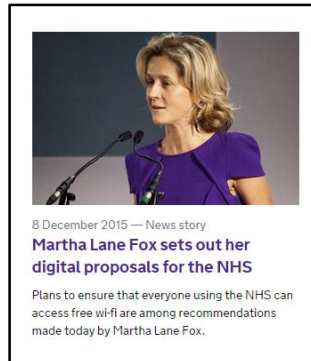 8 December 2015 — News story
Martha Lane Fox sets out her
digital proposals for the NHS
Plans to ensure that everyone using the NHS can
access free wi-fi are among recommendations
made today by Martha Lane Fox.